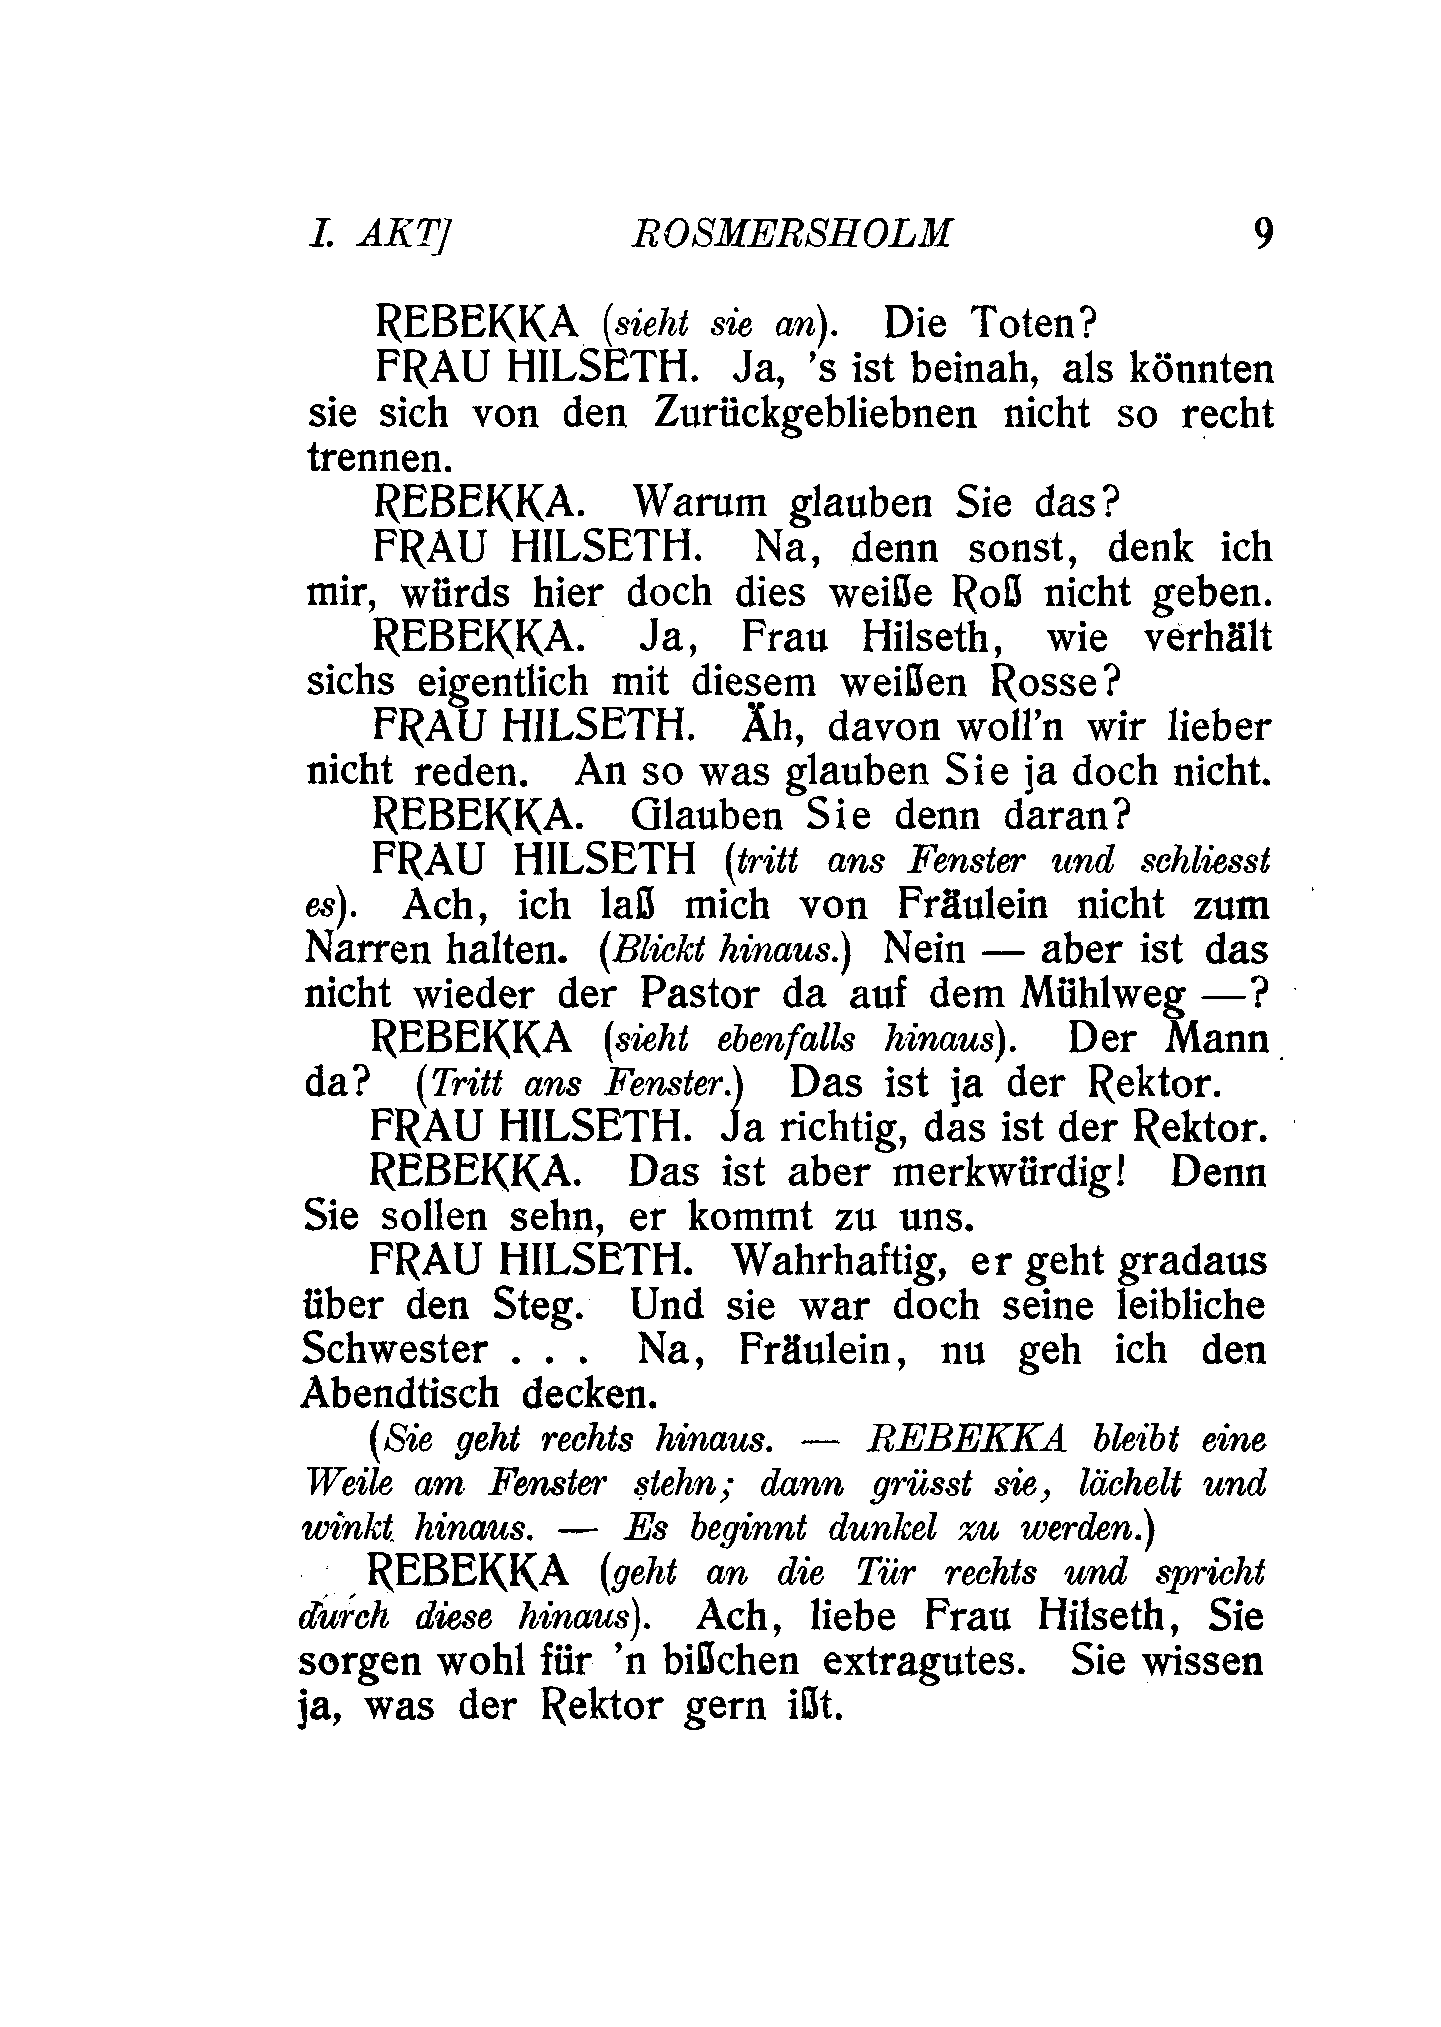 I. AKT] ROSMERSHOLM 9
REBEKKA (sieht sie an). Die Toten?
FRAU HILSETH. Ja, 's ist beinah, als könnten
sie sich von den Zurückgebliebnen nicht so recht
trennen.
REBEKKA. Warum glauben Sie das?
FRAU HILSETH. Na, denn sonst, denk ich
mir, würds hier doch dies weiße Roß nicht geben.
REBEKKA. Ja, Frau Hilseth, wie verhält
sichs eigentlich mit diesem weißen Rosse?
FRAU HILSETH. Äh, davon woll'n wir lieber
nicht reden. An so was glauben Sie ja doch nicht.
REBEKKA. Glauben Sie denn daran?
FRAU HILSETH (tritt ans Fenster und schliesst
es). Ach, ich laß mich von Fräulein nicht zum
Narren halten. (Blickt hinaus.) Nein — aber ist das
nicht wieder der Pastor da auf dem Mühlweg —?
REBEKKA (sieht ebenfalls hinaus). Der Mann
da? (Tritt ans Fenster.) Das ist ja der Rektor.
FRAU HILSETH. Ja richtig, das ist der Rektor.
REBEKKA. Das ist aber merkwürdig! Denn
Sie sollen sehn, er kommt zu uns.
FRAU HILSETH. Wahrhaftig, er geht gradaus
über den Steg. Und sie war doch seine leibliche
Schwester . . . Na, Fräulein, nu geh ich den
Abendtisch decken.
(Sie geht rechts hinaus. — REBEKKA bleibt eine
Weile am Fenster stehn; dann grüsst sie, lächelt und
winkt hinaus. — Es beginnt dunkel zu werden.)
REBEKKA (geht an die Tür rechts und spricht
durch diese hinaus). Ach, liebe Frau Hilseth, Sie
sorgen wohl für 'n bißchen extragutes. Sie wissen
ja, was der Rektor gern ißt.